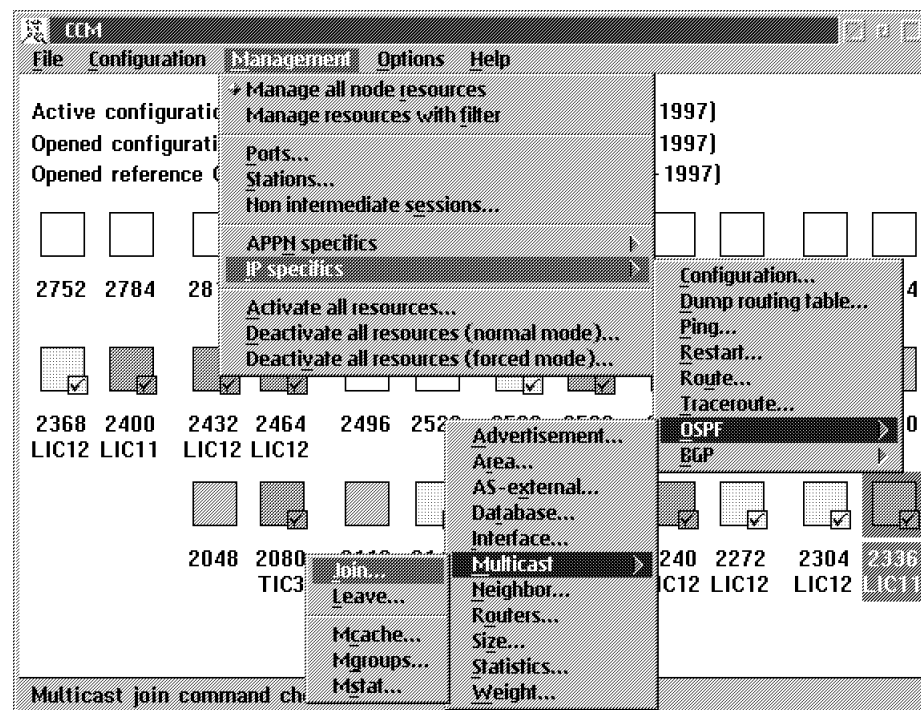 CCM
File Configuration Management Options Help
Manage all node resources
Manage resources with filter
Active configuratio 1997)
Opened configurati 1997)
Opened reference 1997)
Ports...
Stations...
Non intermediate sessions...
APPN specifics
IP specifics
Activate all resources...
Deactivate all resources (normal mode)...
Deactivate all resources (forced mode)...
Configuration...
Dump routing table...
Ping...
Restart...
Route...
Traceroute...
OSPF
BGP
Advertisement...
Area...
AS-external...
Database...
Interface...
Multicast
Neighbor...
Routers...
Size...
Statistics...
Weight...
Join...
Leave...
Mcache...
Mgroups...
Mstat...
2752 2784 28 4
2368 2400 2432 2464 2496 252 0
LIC12 LIC11 LIC12 LIC12
2048 2080 240 2272 2304 2336
TIC3 IC12 LIC12 LIC12 LIC11
Multicast join command ch